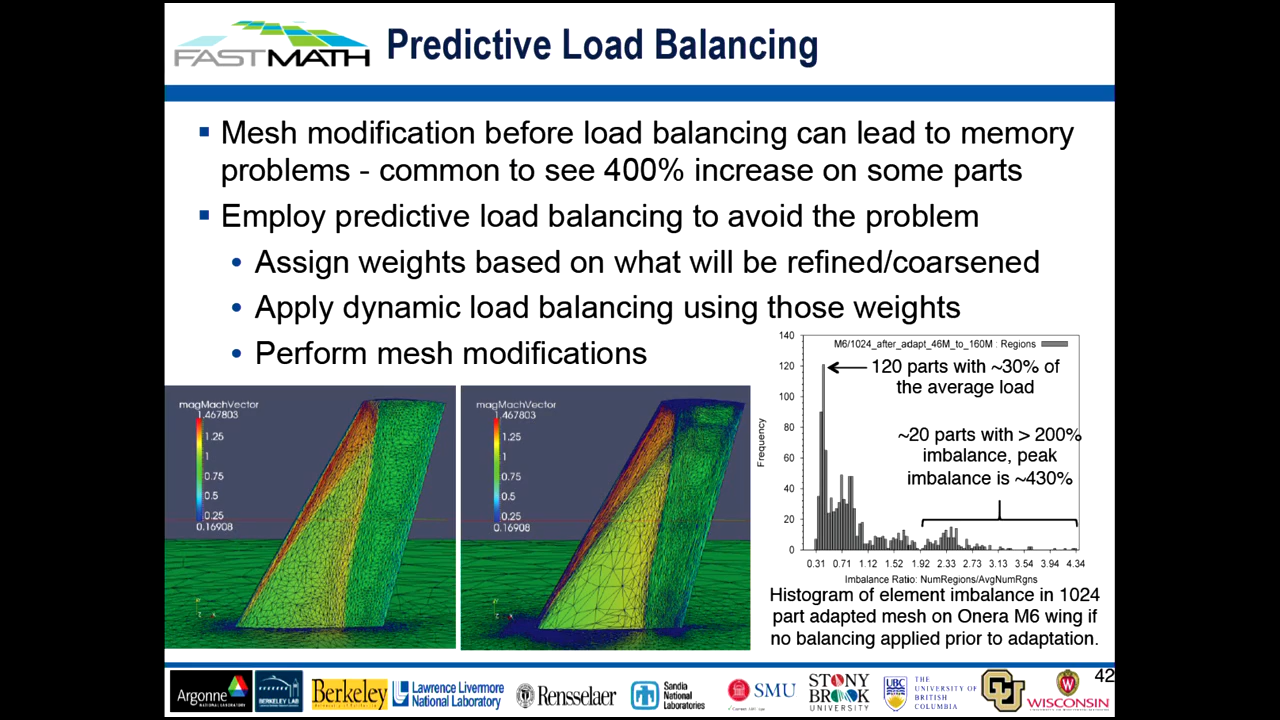 FASTMATH
Predictive Load Balancing
▪ Mesh modification before load balancing can lead to memory
problems - common to see 400% increase on some parts
▪ Employ predictive load balancing to avoid the problem
• Assign weights based on what will be refined/coarsened
• Apply dynamic load balancing using those weights
• Perform mesh modifications
magMachVector
1.467803
1.25
1
0.75
0.5
0.25
0.16908
magMachVector
1.467803
1.25
1
0.75
0.5
0.25
0.16908
M6/1024_after_adapt_46M_to_160M : Regions
120 parts with ~30% of
the average load
~20 parts with > 200%
imbalance, peak
imbalance is ~430%
Frequency
140
120
100
80
60
40
20
0
0.31 0.71 1.12 1.52 1.92 2.33 2.73 3.13 3.54 3.94 4.34
Imbalance Ratio: NumRegions/AvgNumRgns
Histogram of element imbalance in 1024
part adapted mesh on Onera M6 wing if
no balancing applied prior to adaptation.
42
Argonne
NATIONAL LABORATORY
BERKELEY LAB
Berkeley
Lawrence Livermore
National Laboratory
Rensselaer
Sandia
National
Laboratories
SMU
STONY
BROOK
UNIVERSITY
UBC
THE
UNIVERSITY OF
BRITISH
COLUMBIA
CU
W
WISCONSIN